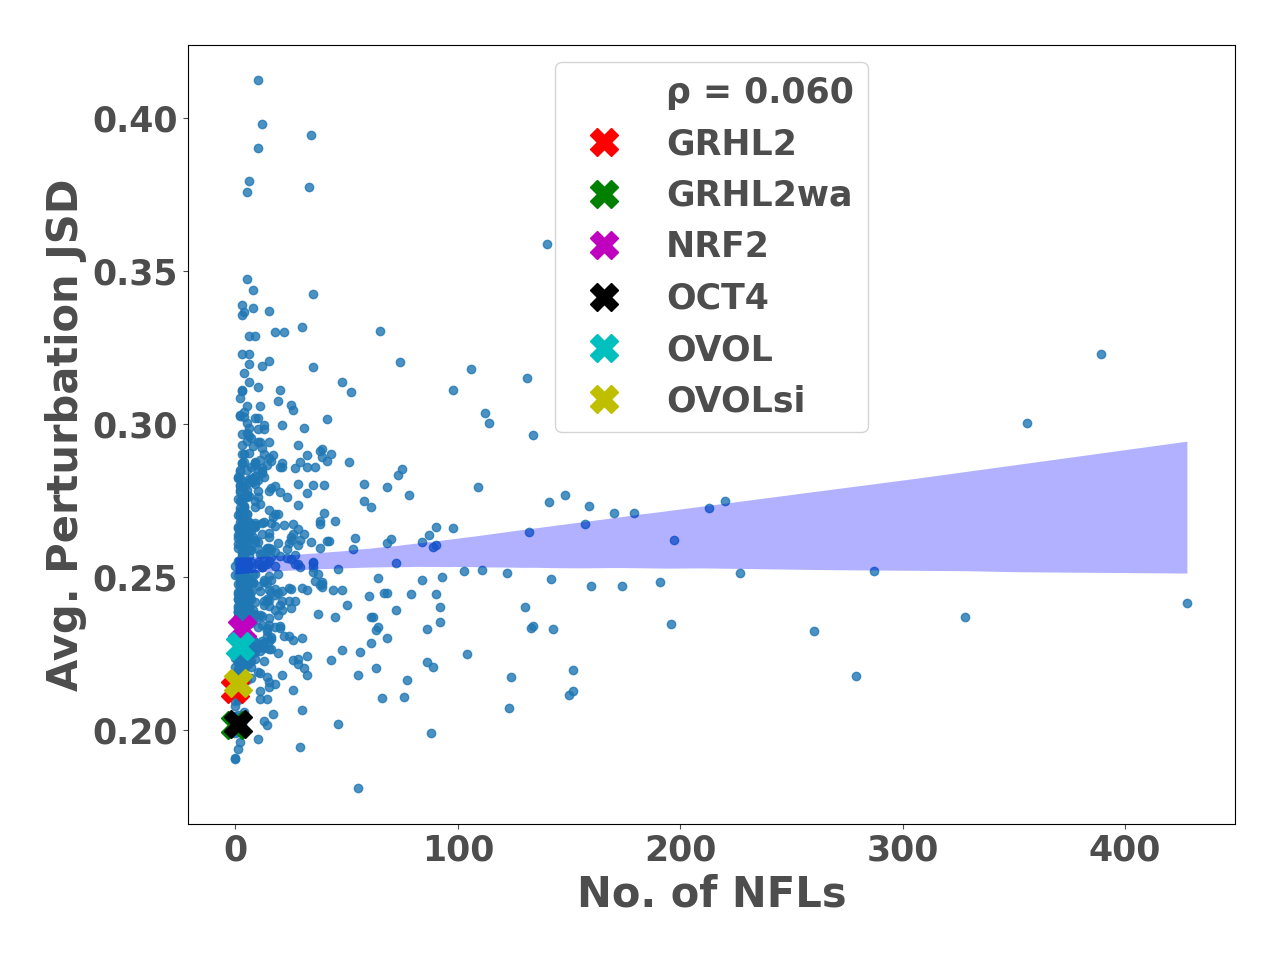 ρ = 0.060
GRHL2
GRHL2wa
NRF2
OCT4
OVOL
OVOLsi
Avg. Perturbation JSD
0.40
0.35
0.30
0.25
0.20
0 100 200 300 400
No. of NFLs